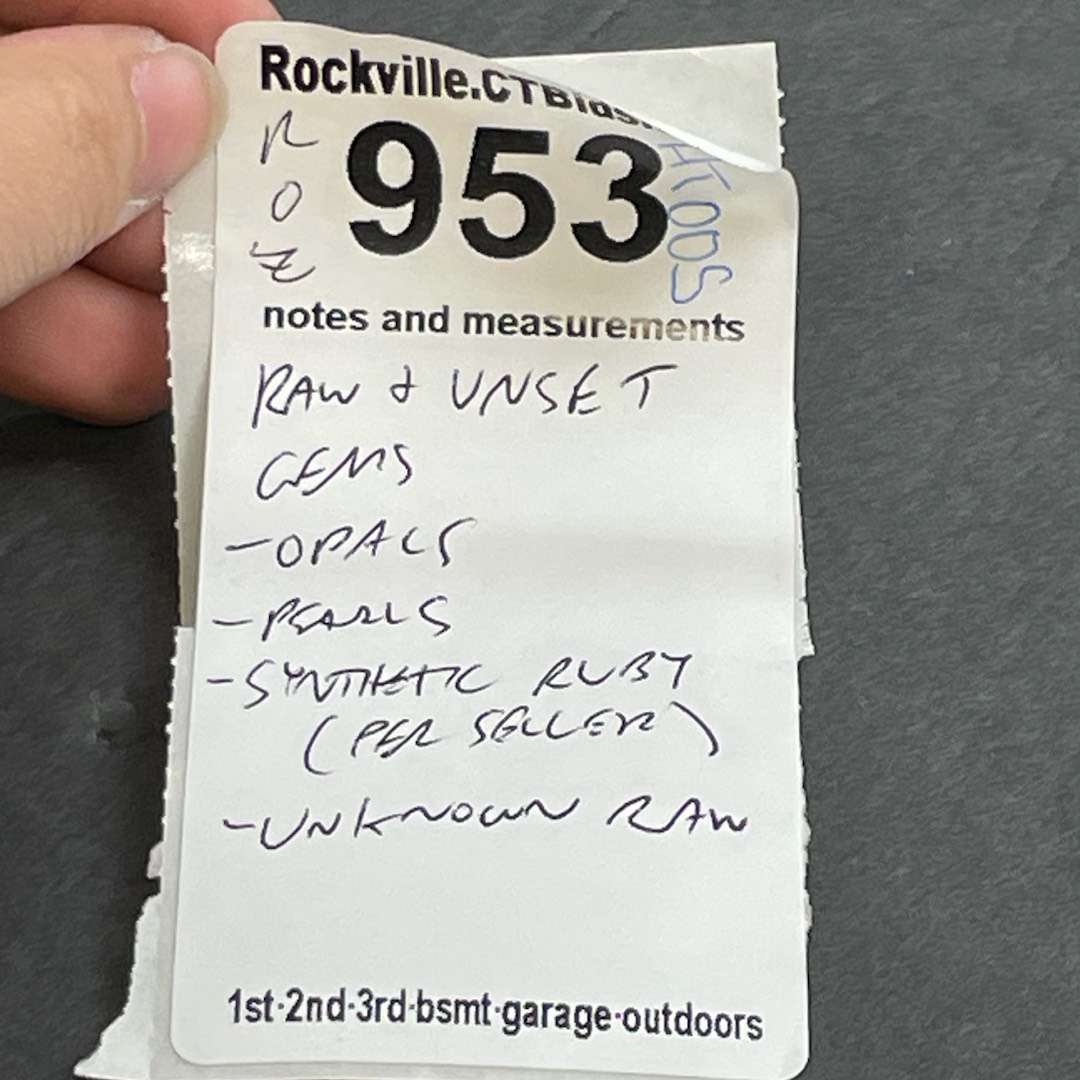 Rockville.CTBids.
953
notes and measurements
RAW & UNSET
GEMS
-OPALS
-PEARLS
-SYNTHETIC RUBY
(PER SELLER)
-UNKNOWN RAW
1st·2nd·3rd·bsmt·garage·outdoors